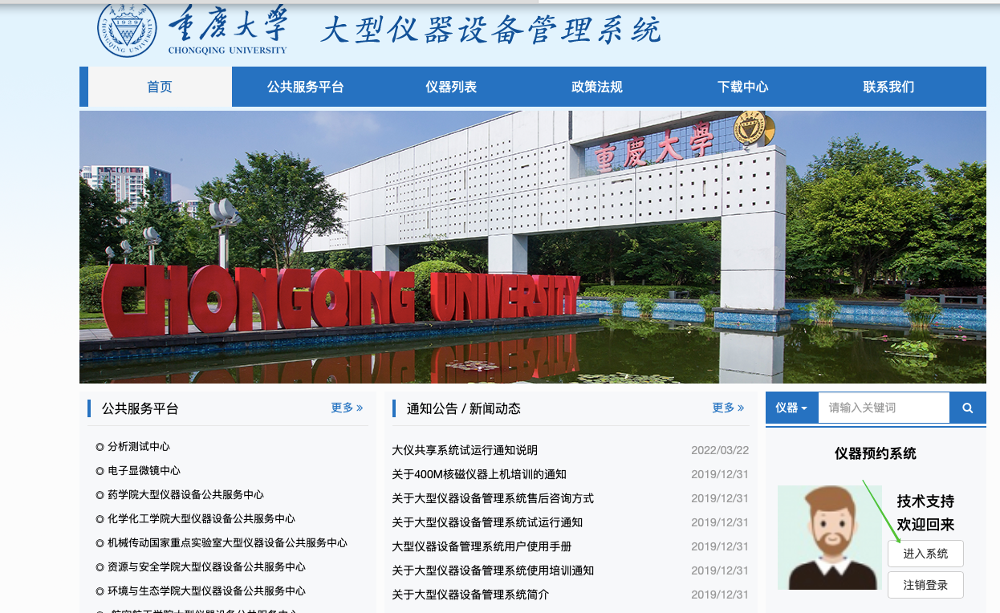 1929
重慶大學
CHONGQING UNIVERSITY
大型仪器设备管理系统
首页
公共服务平台
仪器列表
政策法规
下载中心
联系我们
重慶大學
CHONGQING UNIVERSITY
公共服务平台
更多 »
◎ 分析测试中心
◎ 电子显微镜中心
◎ 药学院大型仪器设备公共服务中心
◎ 化学化工学院大型仪器设备公共服务中心
◎ 机械传动国家重点实验室大型仪器设备公共服务中心
◎ 资源与安全学院大型仪器设备公共服务中心
◎ 环境与生态学院大型仪器设备公共服务中心
通知公告 / 新闻动态
更多 »
大仪共享系统试运行通知说明 2022/03/22
关于400M核磁仪器上机培训的通知 2019/12/31
关于大型仪器设备管理系统售后咨询方式 2019/12/31
关于大型仪器设备管理系统试运行通知 2019/12/31
大型仪器设备管理系统用户使用手册 2019/12/31
关于大型仪器设备管理系统使用培训通知 2019/12/31
关于大型仪器设备管理系统简介 2019/12/31
仪器
请输入关键词
仪器预约系统
技术支持
欢迎回来
进入系统
注销登录